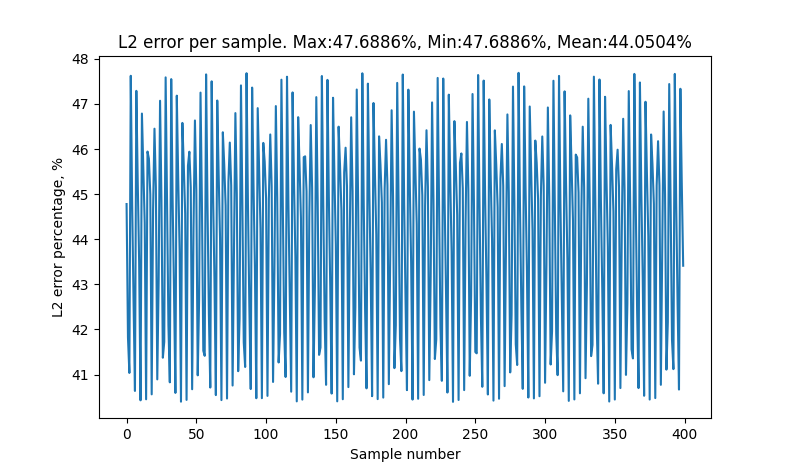 L2 error per sample. Max:47.6886%, Min:47.6886%, Mean:44.0504%
48
47
46
45
44
43
42
41
L2 error percentage, %
0 50 100 150 200 250 300 350 400
Sample number